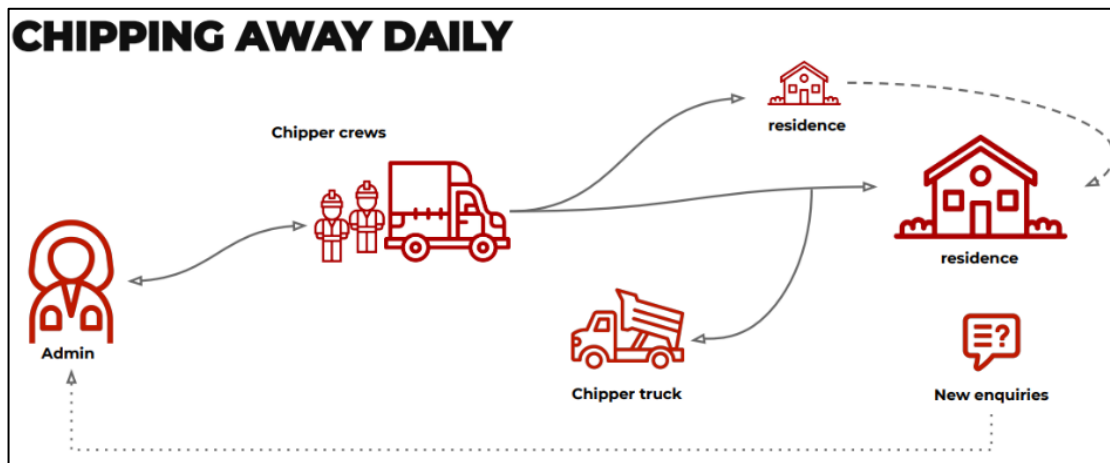 CHIPPING AWAY DAILY
residence
Chipper crews
residence
Admin
Chipper truck
New enquiries